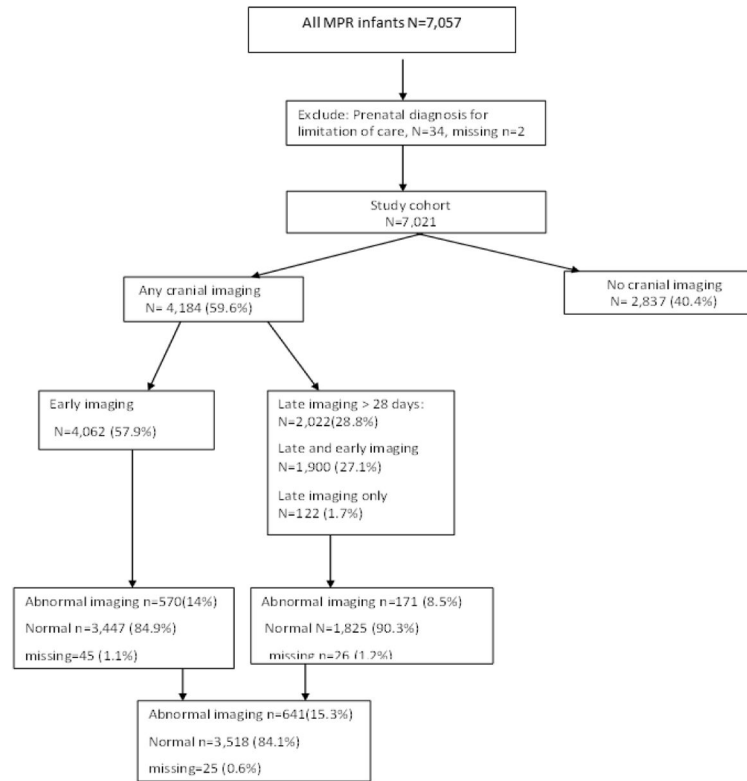 All MPR infants N=7,057
Exclude: Prenatal diagnosis for
limitation of care, N=34, missing n=2
Study cohort
N=7,021
Any cranial imaging
N= 4,184 (59.6%)
No cranial imaging
N= 2,837 (40.4%)
Early imaging
N=4,062 (57.9%)
Late imaging > 28 days:
N=2,022(28.8%)
Late and early imaging
N=1,900 (27.1%)
Late imaging only
N=122 (1.7%)
Abnormal imaging n=570(14%)
Normal n=3,447 (84.9%)
missing=45 (1.1%)
Abnormal imaging n=171 (8.5%)
Normal N=1,825 (90.3%)
missing n=26 (1.2%)
Abnormal imaging n=641(15.3%)
Normal n=3,518 (84.1%)
missing=25 (0.6%)